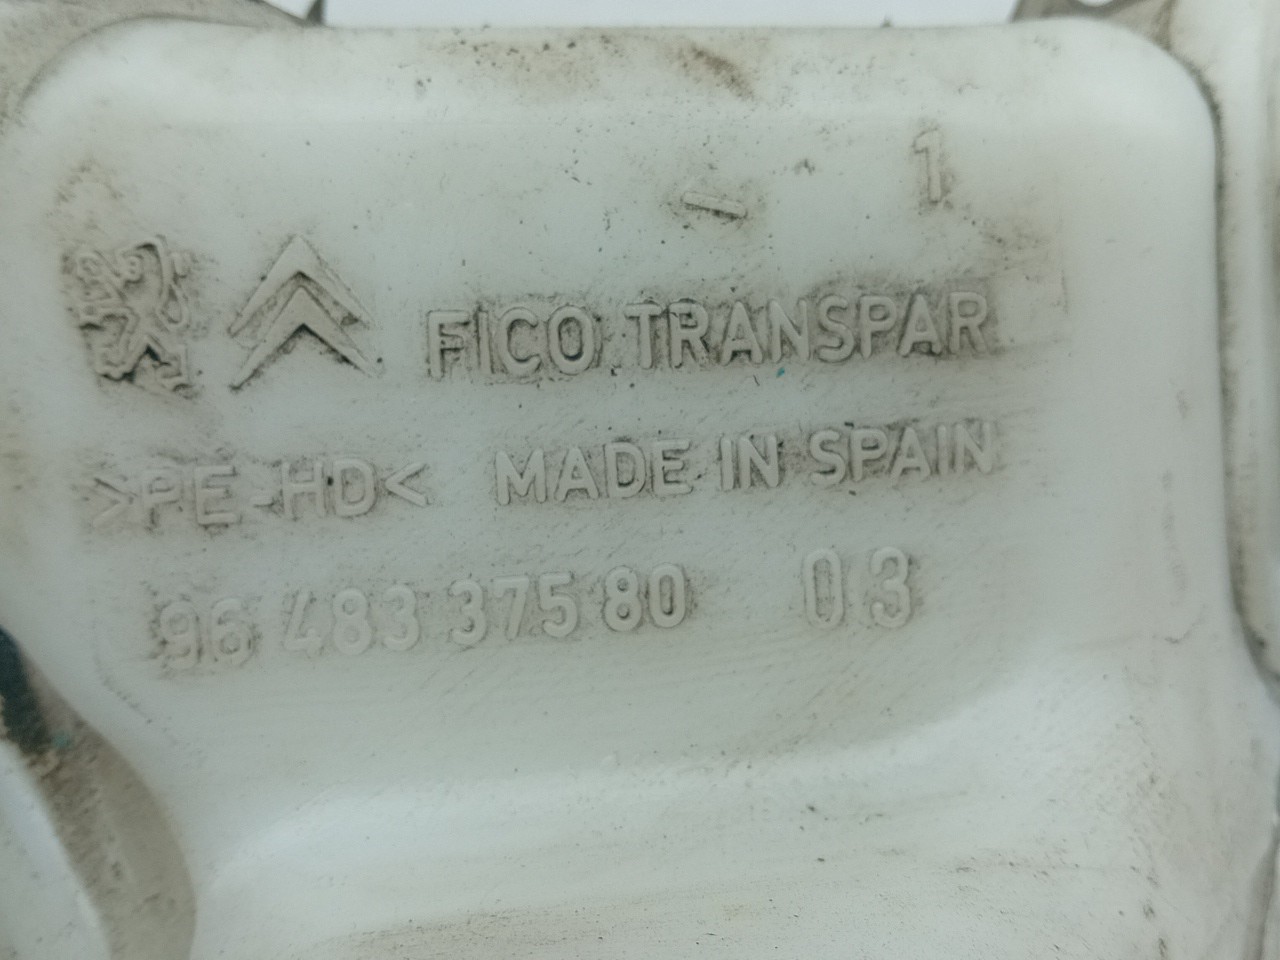 1
FICO TRANSPAR
>PE-HD< MADE IN SPAIN
96 483 375 80 03